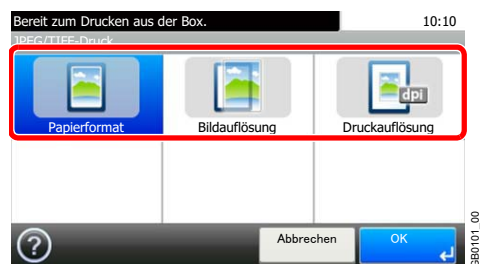 Bereit zum Drucken aus der Box. 10:10
JPEG/TIFF-Druck
dpi
Papierformat Bildauflösung Druckauflösung
? Abbrechen OK
GB0101_00